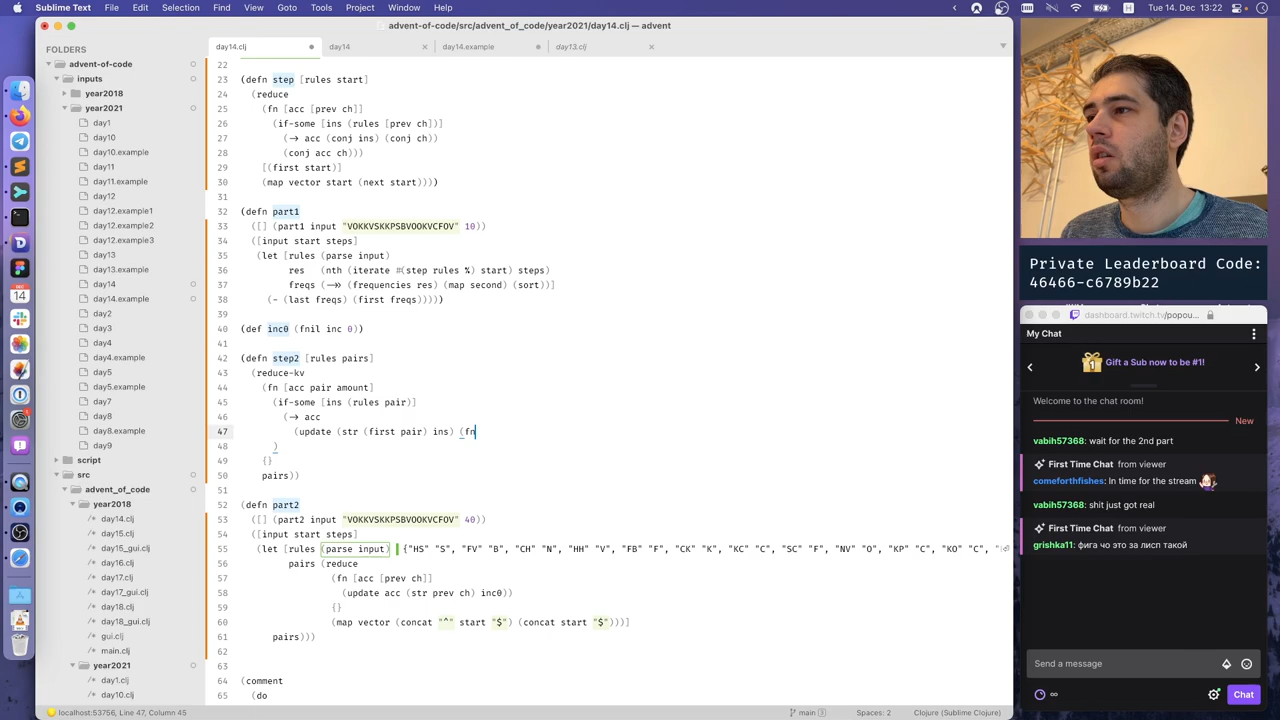 Sublime Text File Edit Selection Find View Goto Tools Project Window Help
Tue 14 Dec 13:22
advent-of-code/src/advent_of_code/year2021/day14.clj — advent
FOLDERS
advent-of-code
inputs
year2018
year2021
day1
day10
day10.example
day11
day11.example
day12
day12.example1
day12.example2
day12.example3
day13
day13.example
day14
day14.example
day2
day3
day4
day4.example
day5
day5.example
day7
day8
day8.example
day9
script
src
advent_of_code
year2018
day14.clj
day15.clj
day15_gui.clj
day16.clj
day17.clj
day17_gui.clj
day18.clj
day18_gui.clj
gui.clj
main.clj
year2021
day1.clj
day10.clj
day14.clj
day14
day14.example
day13.clj
22
23 (defn step [rules start]
24 (reduce
25 (fn [acc [prev ch]]
26 (if-some [ins (rules [prev ch])]
27 (-> acc (conj ins) (conj ch))
28 (conj acc ch)))
29 [(first start)]
30 (map vector start (next start))))
31
32 (defn part1
33 ([] (part1 input "VOKKVSKKPSBVOOKVCFOV" 10))
34 ([input start steps]
35 (let [rules (parse input)
36 res (nth (iterate #(step rules %) start) steps)
37 freqs (->> (frequencies res) (map second) (sort))]
38 (- (last freqs) (first freqs)))))
39
40 (def inc0 (fnil inc 0))
41
42 (defn step2 [rules pairs]
43 (reduce-kv
44 (fn [acc pair amount]
45 (if-some [ins (rules pair)]
46 (-> acc
47 (update (str (first pair) ins) (fn
48 )
49 {}
50 pairs))
51
52 (defn part2
53 ([] (part2 input "VOKKVSKKPSBVOOKVCFOV" 40))
54 ([input start steps]
55 (let [rules (parse input) {"HS" "S", "FV" "B", "CH" "N", "HH" "V", "FB" "F", "CK" "K", "KC" "C", "SC" "F", "NV" "O", "KP" "C", "KO" "C",
56 pairs (reduce
57 (fn [acc [prev ch]]
58 (update acc (str prev ch) inc0))
59 {}
60 (map vector (concat "^" start "$") (concat start "$")))]
61 pairs)))
62
63
64 (comment
65 (do
localhost:53756, Line 47, Column 45
main 3
Spaces: 2
Clojure (Sublime Clojure)
Private Leaderboard Code:
46466-c6789b22
dashboard.twitch.tv/popou...
My Chat
Gift a Sub now to be #1!
1
Welcome to the chat room!
New
vabih57368: wait for the 2nd part
First Time Chat from viewer
comeforthfishes: In time for the stream
vabih57368: shit just got real
First Time Chat from viewer
grishka11: фига чо это за лисп такой
Send a message
∞
Chat
DEC
14